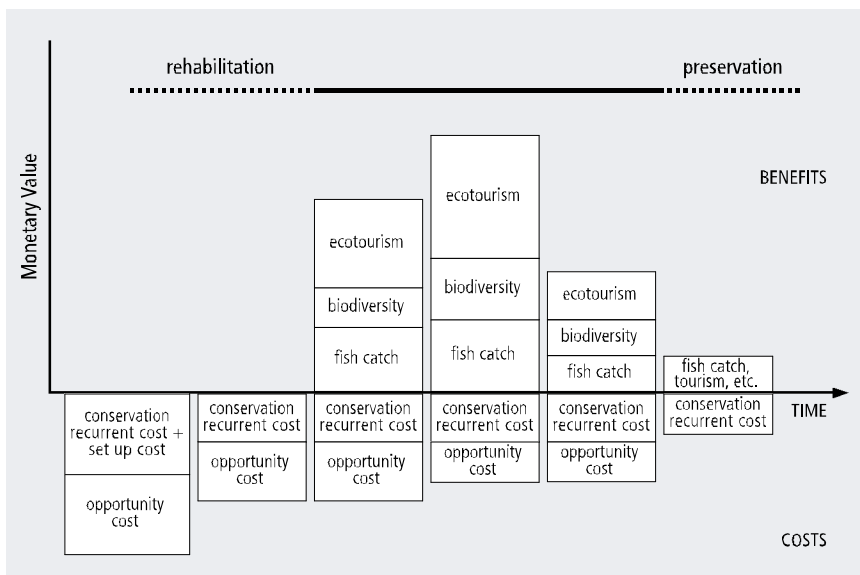 rehabilitation
preservation
Monetary Value
BENEFITS
ecotourism
biodiversity
fish catch
ecotourism
biodiversity
fish catch
ecotourism
biodiversity
fish catch
fish catch,
tourism, etc.
TIME
conservation
recurrent cost +
set up cost
opportunity
cost
conservation
recurrent cost
opportunity
cost
conservation
recurrent cost
opportunity
cost
conservation
recurrent cost
opportunity
cost
conservation
recurrent cost
opportunity
cost
conservation
recurrent cost
COSTS